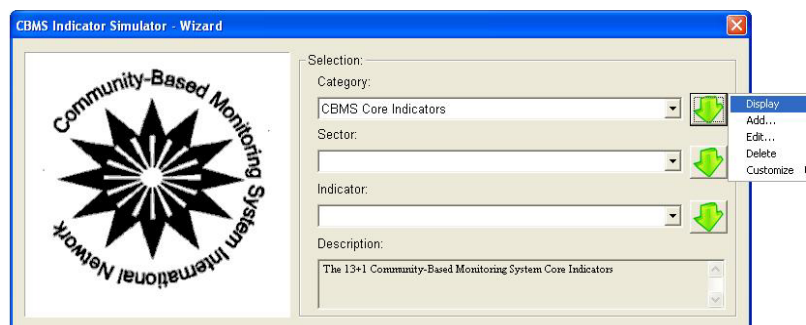 CBMS Indicator Simulator - Wizard
Community-Based Monitoring System International Network
Selection:
Category:
CBMS Core Indicators
Display
Add...
Edit...
Delete
Customize
Sector:
Indicator:
Description:
The 13+1 Community-Based Monitoring System Core Indicators